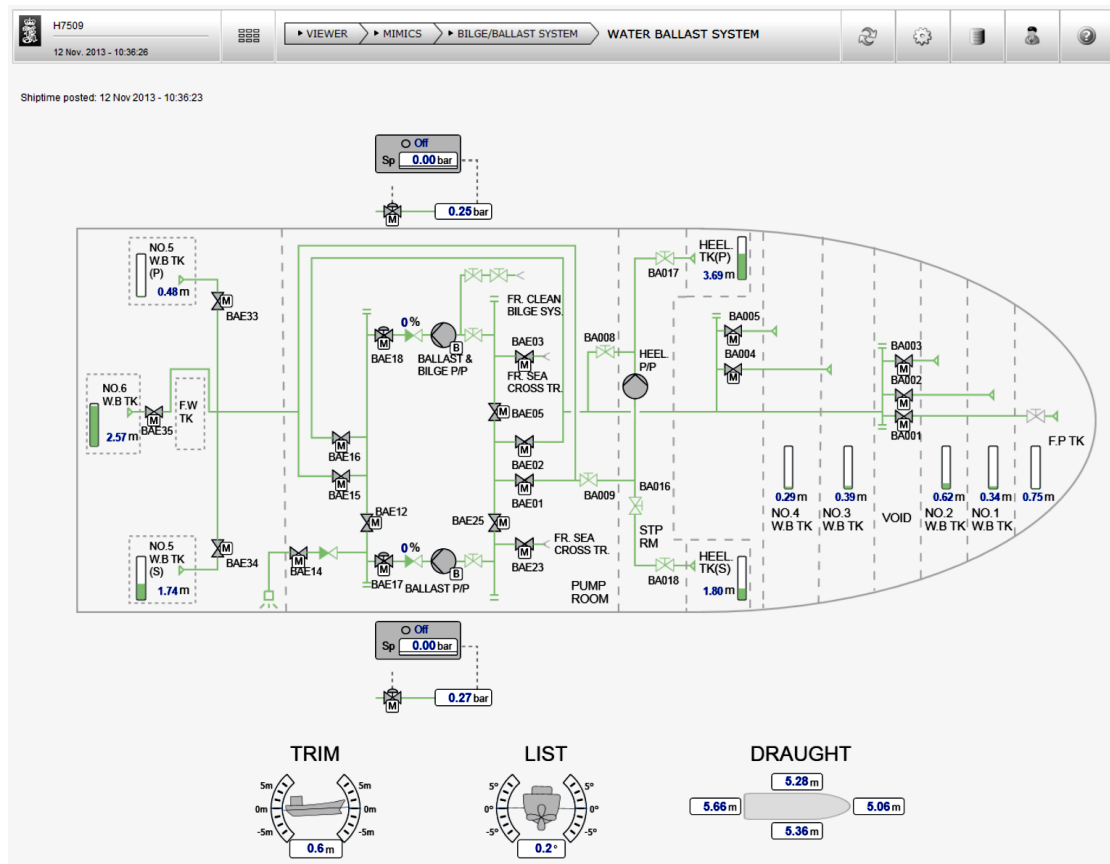 H7509
12 Nov. 2013 - 10:36:26
VIEWER
MIMICS
BILGE/BALLAST SYSTEM
WATER BALLAST SYSTEM
Shiptime posted: 12 Nov 2013 - 10:36:23
Off
Sp 0.00 bar
M
0.25 bar
NO.5
W.B TK
(P)
0.48 m
M
BAE33
NO.6
W.B TK
2.57 m
M
BAE35
F.W
TK
NO.5
W.B TK
(S)
1.74 m
M
BAE34
M
BAE16
M
BAE15
BAE12
M
M
BAE14
M
BAE18
0 %
B
BALLAST &
BILGE P/P
M
BAE17
0 %
B
BALLAST P/P
FR. CLEAN
BILGE SYS.
BAE03
M
FR. SEA
CROSS TR.
M BAE05
M
BAE02
M
BAE01
BAE25
M
FR. SEA
CROSS TR.
M
BAE23
PUMP
ROOM
BA008
BA009
HEEL.
P/P
BA017
HEEL.
TK(P)
3.69 m
BA016
STP
RM
BA018
HEEL.
TK(S)
1.80 m
BA005
M
BA004
M
BA003
M
BA002
M
M
BA001
F.P TK
0.29 m
NO.4
W.B TK
0.39 m
NO.3
W.B TK
VOID
0.62 m
NO.2
W.B TK
0.34 m
NO.1
W.B TK
0.75 m
Off
Sp 0.00 bar
M
0.27 bar
TRIM
5m
5m
0m
0m
-5m
-5m
0.6 m
LIST
5°
5°
0°
0°
-5°
-5°
0.2 °
DRAUGHT
5.28 m
5.66 m
5.06 m
5.36 m